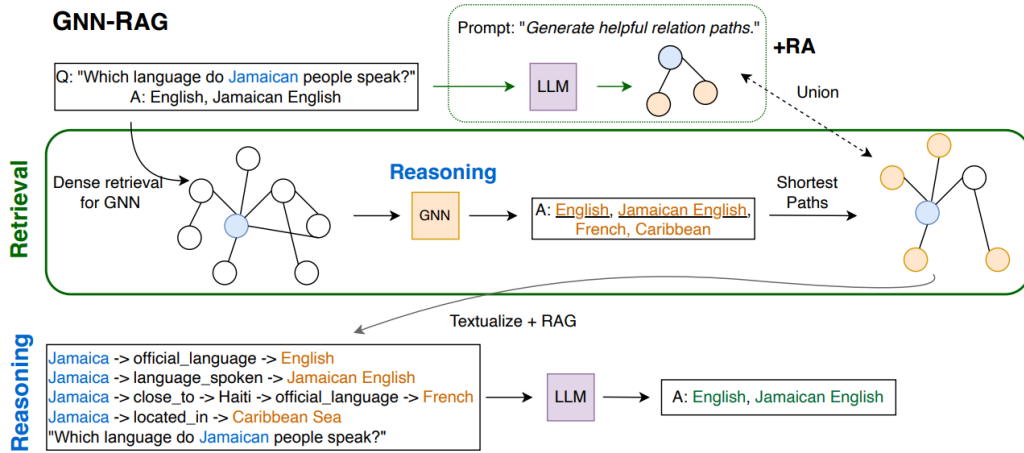 GNN-RAG
Prompt: "Generate helpful relation paths."
+RA
Q: "Which language do Jamaican people speak?"
A: English, Jamaican English
LLM
Union
Retrieval
Dense retrieval
for GNN
Reasoning
GNN
A: English, Jamaican English,
French, Caribbean
Shortest
Paths
Textualize + RAG
Reasoning
Jamaica -> official_language -> English
Jamaica -> language_spoken -> Jamaican English
Jamaica -> close_to -> Haiti -> official_language -> French
Jamaica -> located_in -> Caribbean Sea
"Which language do Jamaican people speak?"
LLM
A: English, Jamaican English